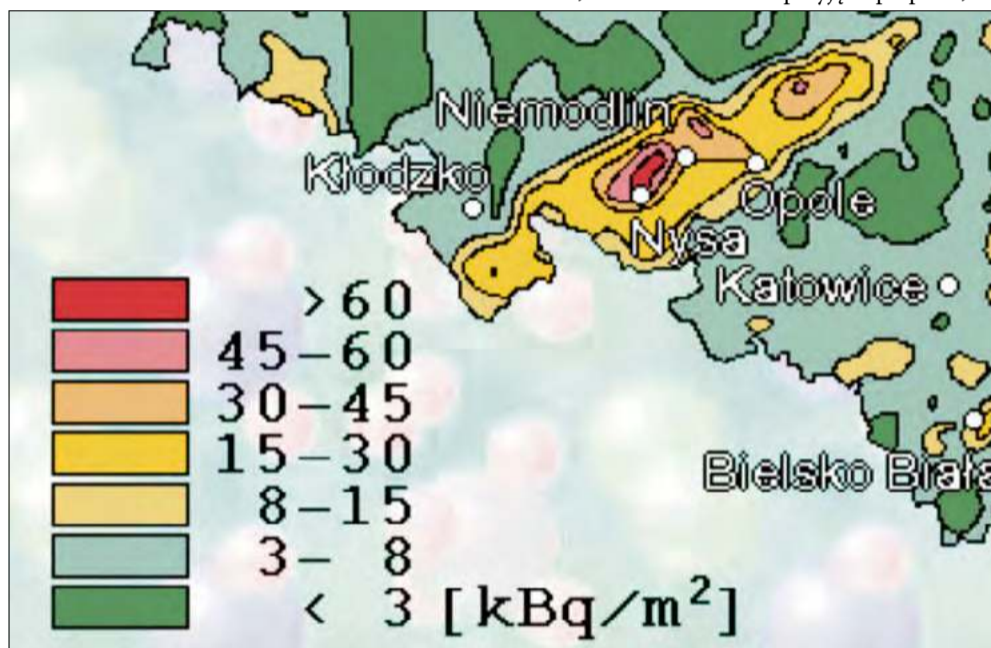 Niemodlin
Kłodzko
Opole
Nysa
Katowice
Bielsko Biała
>60
45–60
30–45
15–30
8–15
3– 8
< 3 [kBq/m²]